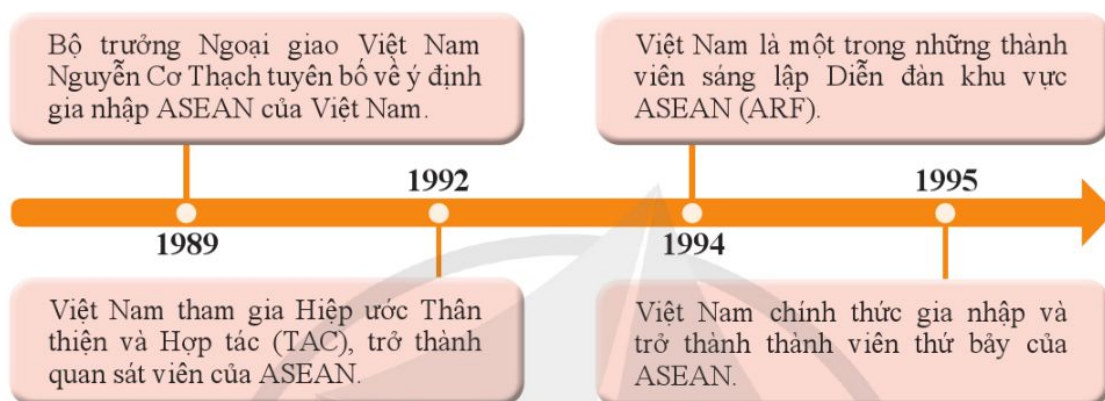 Bộ trưởng Ngoại giao Việt Nam
Nguyễn Cơ Thạch tuyên bố về ý định
gia nhập ASEAN của Việt Nam.
Việt Nam là một trong những thành
viên sáng lập Diễn đàn khu vực
ASEAN (ARF).
1992
1995
1989
1994
Việt Nam tham gia Hiệp ước Thân
thiện và Hợp tác (TAC), trở thành
quan sát viên của ASEAN.
Việt Nam chính thức gia nhập và
trở thành thành viên thứ bảy của
ASEAN.